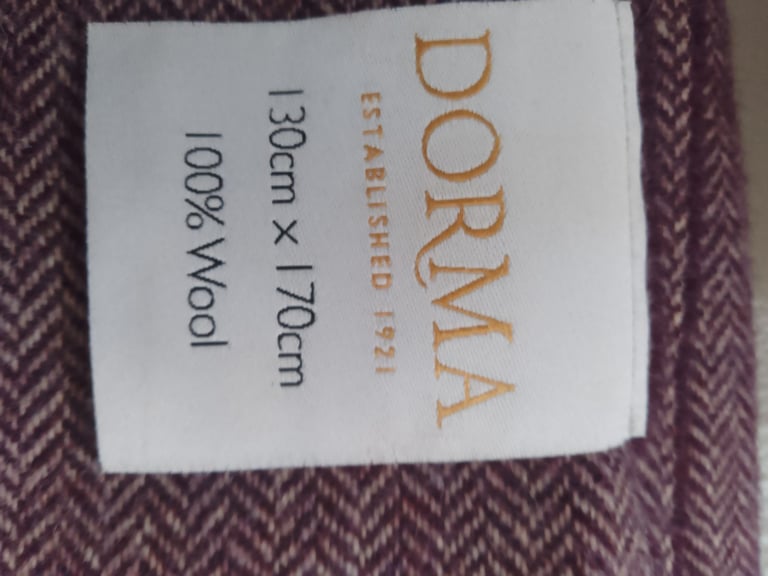 DORMA
ESTABLISHED 1921
130cm x 170cm
100% Wool